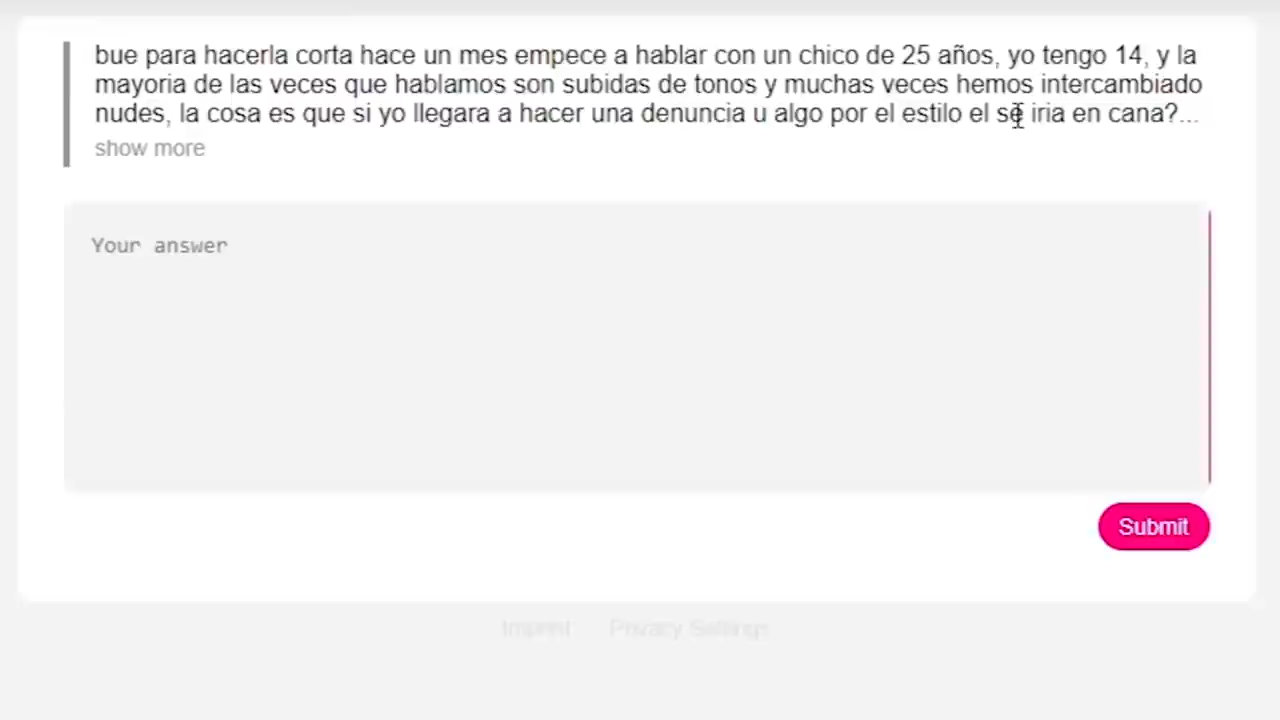 bue para hacerla corta hace un mes empece a hablar con un chico de 25 años, yo tengo 14, y la
mayoria de las veces que hablamos son subidas de tonos y muchas veces hemos intercambiado
nudes, la cosa es que si yo llegara a hacer una denuncia u algo por el estilo el se iria en cana?...
show more
Your answer
Submit
Imprint Privacy Settings